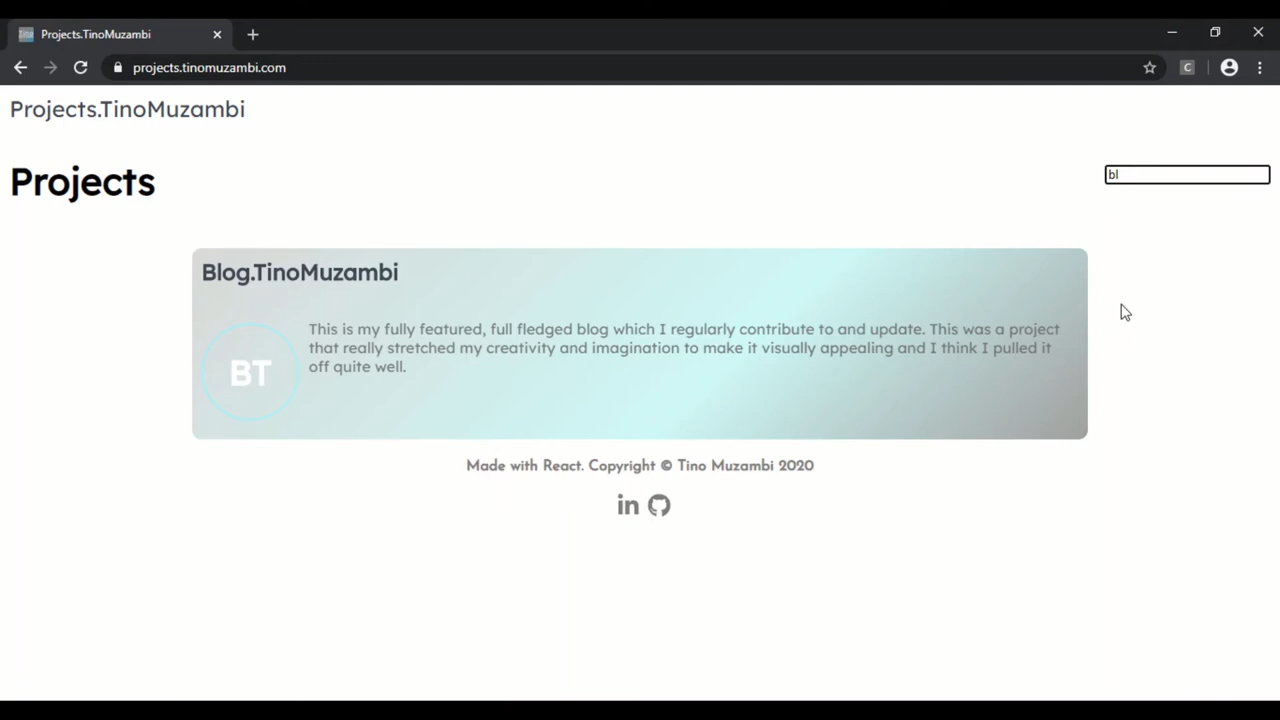 Projects.TinoMuzambi
projects.tinomuzambi.com
C
Projects.TinoMuzambi
Projects
bl
Blog.TinoMuzambi
BT
This is my fully featured, full fledged blog which I regularly contribute to and update. This was a project
that really stretched my creativity and imagination to make it visually appealing and I think I pulled it
off quite well.
Made with React. Copyright © Tino Muzambi 2020
in